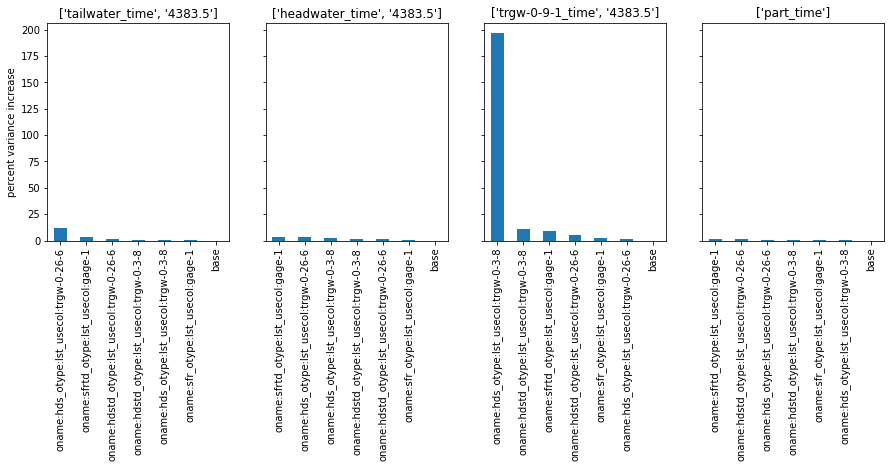 ['tailwater_time', '4383.5']
['headwater_time', '4383.5']
['trgw-0-9-1_time', '4383.5']
['part_time']
percent variance increase
200
175
150
125
100
75
50
25
0
oname:hds_otype:lst_usecol:trgw-0-26-6
oname:sfrtd_otype:lst_usecol:gage-1
oname:hdstd_otype:lst_usecol:trgw-0-26-6
oname:hdstd_otype:lst_usecol:trgw-0-3-8
oname:hds_otype:lst_usecol:trgw-0-3-8
oname:sfr_otype:lst_usecol:gage-1
base
oname:sfrtd_otype:lst_usecol:gage-1
oname:hds_otype:lst_usecol:trgw-0-26-6
oname:hds_otype:lst_usecol:trgw-0-3-8
oname:hdstd_otype:lst_usecol:trgw-0-3-8
oname:hdstd_otype:lst_usecol:trgw-0-26-6
oname:sfr_otype:lst_usecol:gage-1
base
oname:hds_otype:lst_usecol:trgw-0-3-8
oname:hdstd_otype:lst_usecol:trgw-0-3-8
oname:sfrtd_otype:lst_usecol:gage-1
oname:hdstd_otype:lst_usecol:trgw-0-26-6
oname:sfr_otype:lst_usecol:gage-1
oname:hds_otype:lst_usecol:trgw-0-26-6
base
oname:sfrtd_otype:lst_usecol:gage-1
oname:hdstd_otype:lst_usecol:trgw-0-26-6
oname:hds_otype:lst_usecol:trgw-0-26-6
oname:hds_otype:lst_usecol:trgw-0-3-8
oname:sfr_otype:lst_usecol:gage-1
oname:hdstd_otype:lst_usecol:trgw-0-3-8
base